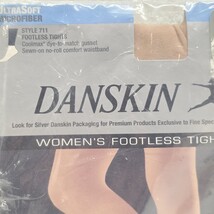 ULTRASOFT
MICROFIBER
STYLE 711
FOOTLESS TIGHTS
Coolmax® dye-to-match gusset
Sewn-on no-roll comfort waistband
DANSKIN
Look for Silver Danskin Packaging for Premium Products Exclusive to Fine Spec
WOMEN'S FOOTLESS TIGH